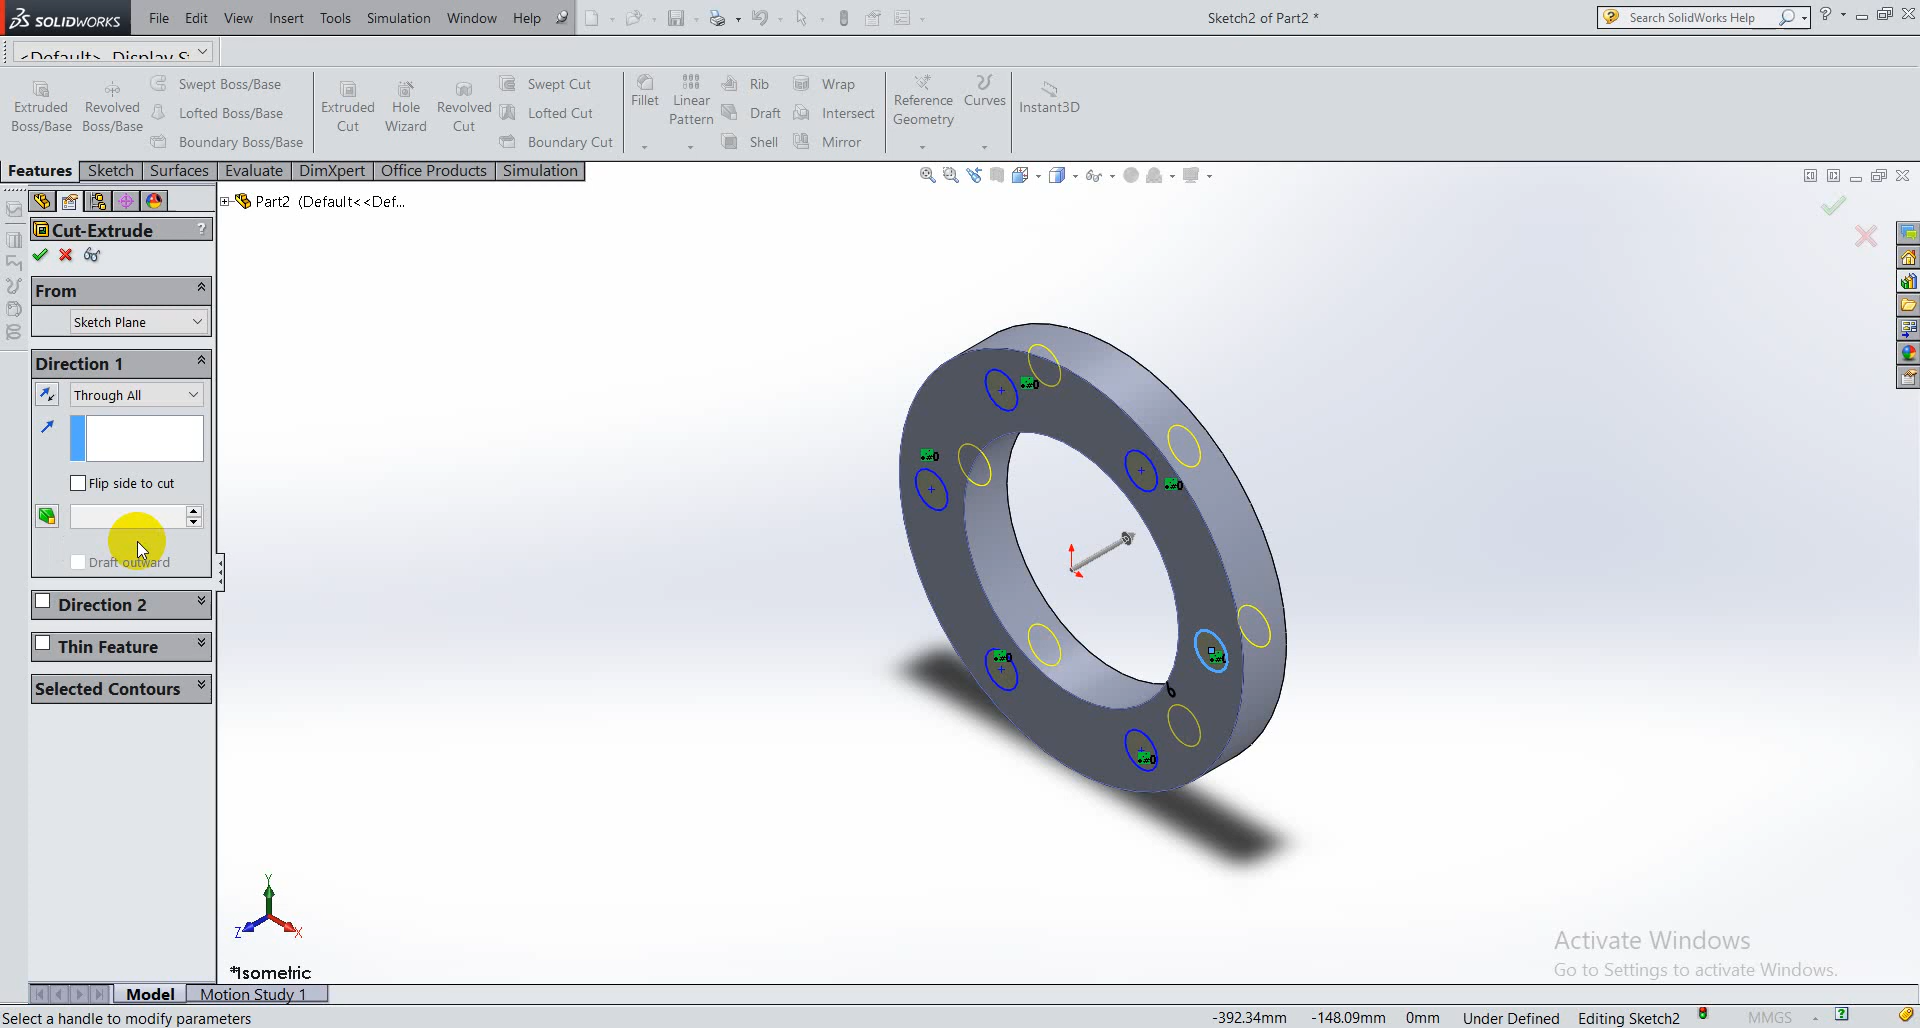 SOLIDWORKS File Edit View Insert Tools Simulation Window Help Sketch2 of Part2 * Search SolidWorks Help
Extruded Boss/Base
Revolved Boss/Base
Swept Boss/Base
Lofted Boss/Base
Boundary Boss/Base
Extruded Cut
Hole Wizard
Revolved Cut
Swept Cut
Lofted Cut
Boundary Cut
Fillet
Linear Pattern
Rib
Draft
Shell
Wrap
Intersect
Mirror
Reference Geometry
Curves
Instant3D
Features Sketch Surfaces Evaluate DimXpert Office Products Simulation
Part2 (Default<<Def...
Cut-Extrude ?
From
Sketch Plane
Direction 1
Through All
Flip side to cut
Draft outward
Direction 2
Thin Feature
Selected Contours
6
Y
Z X
*Isometric
Activate Windows
Go to Settings to activate Windows.
Model Motion Study 1
Select a handle to modify parameters -392.34mm -148.09mm 0mm Under Defined Editing Sketch2 MMGS